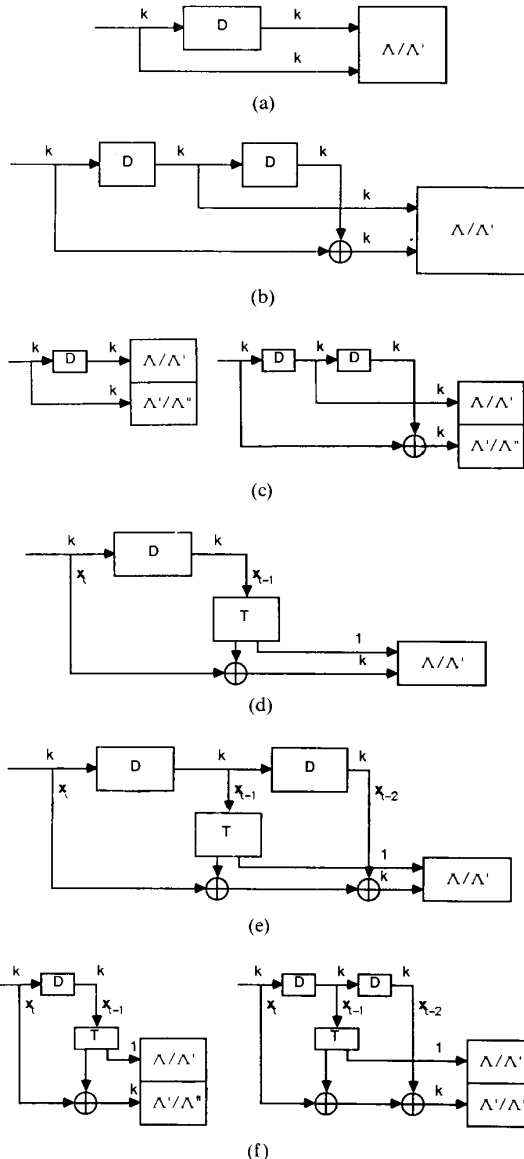 k D k Λ/Λ'
k
(a)
k D k D k
k Λ/Λ'
k
(b)
k D k Λ/Λ'
k Λ'/Λ"
k D k D k
k Λ/Λ'
k Λ'/Λ"
(c)
k D k
x_t x_{t-1}
T
1
k Λ/Λ'
(d)
k D k D k
x_t x_{t-1} x_{t-2}
T
1
k Λ/Λ'
(e)
k D k
x_t x_{t-1}
T
1 Λ/Λ'
k Λ'/Λ"
k D k D k
x_t x_{t-1} x_{t-2}
T
1 Λ/Λ'
k Λ'/Λ"
(f)